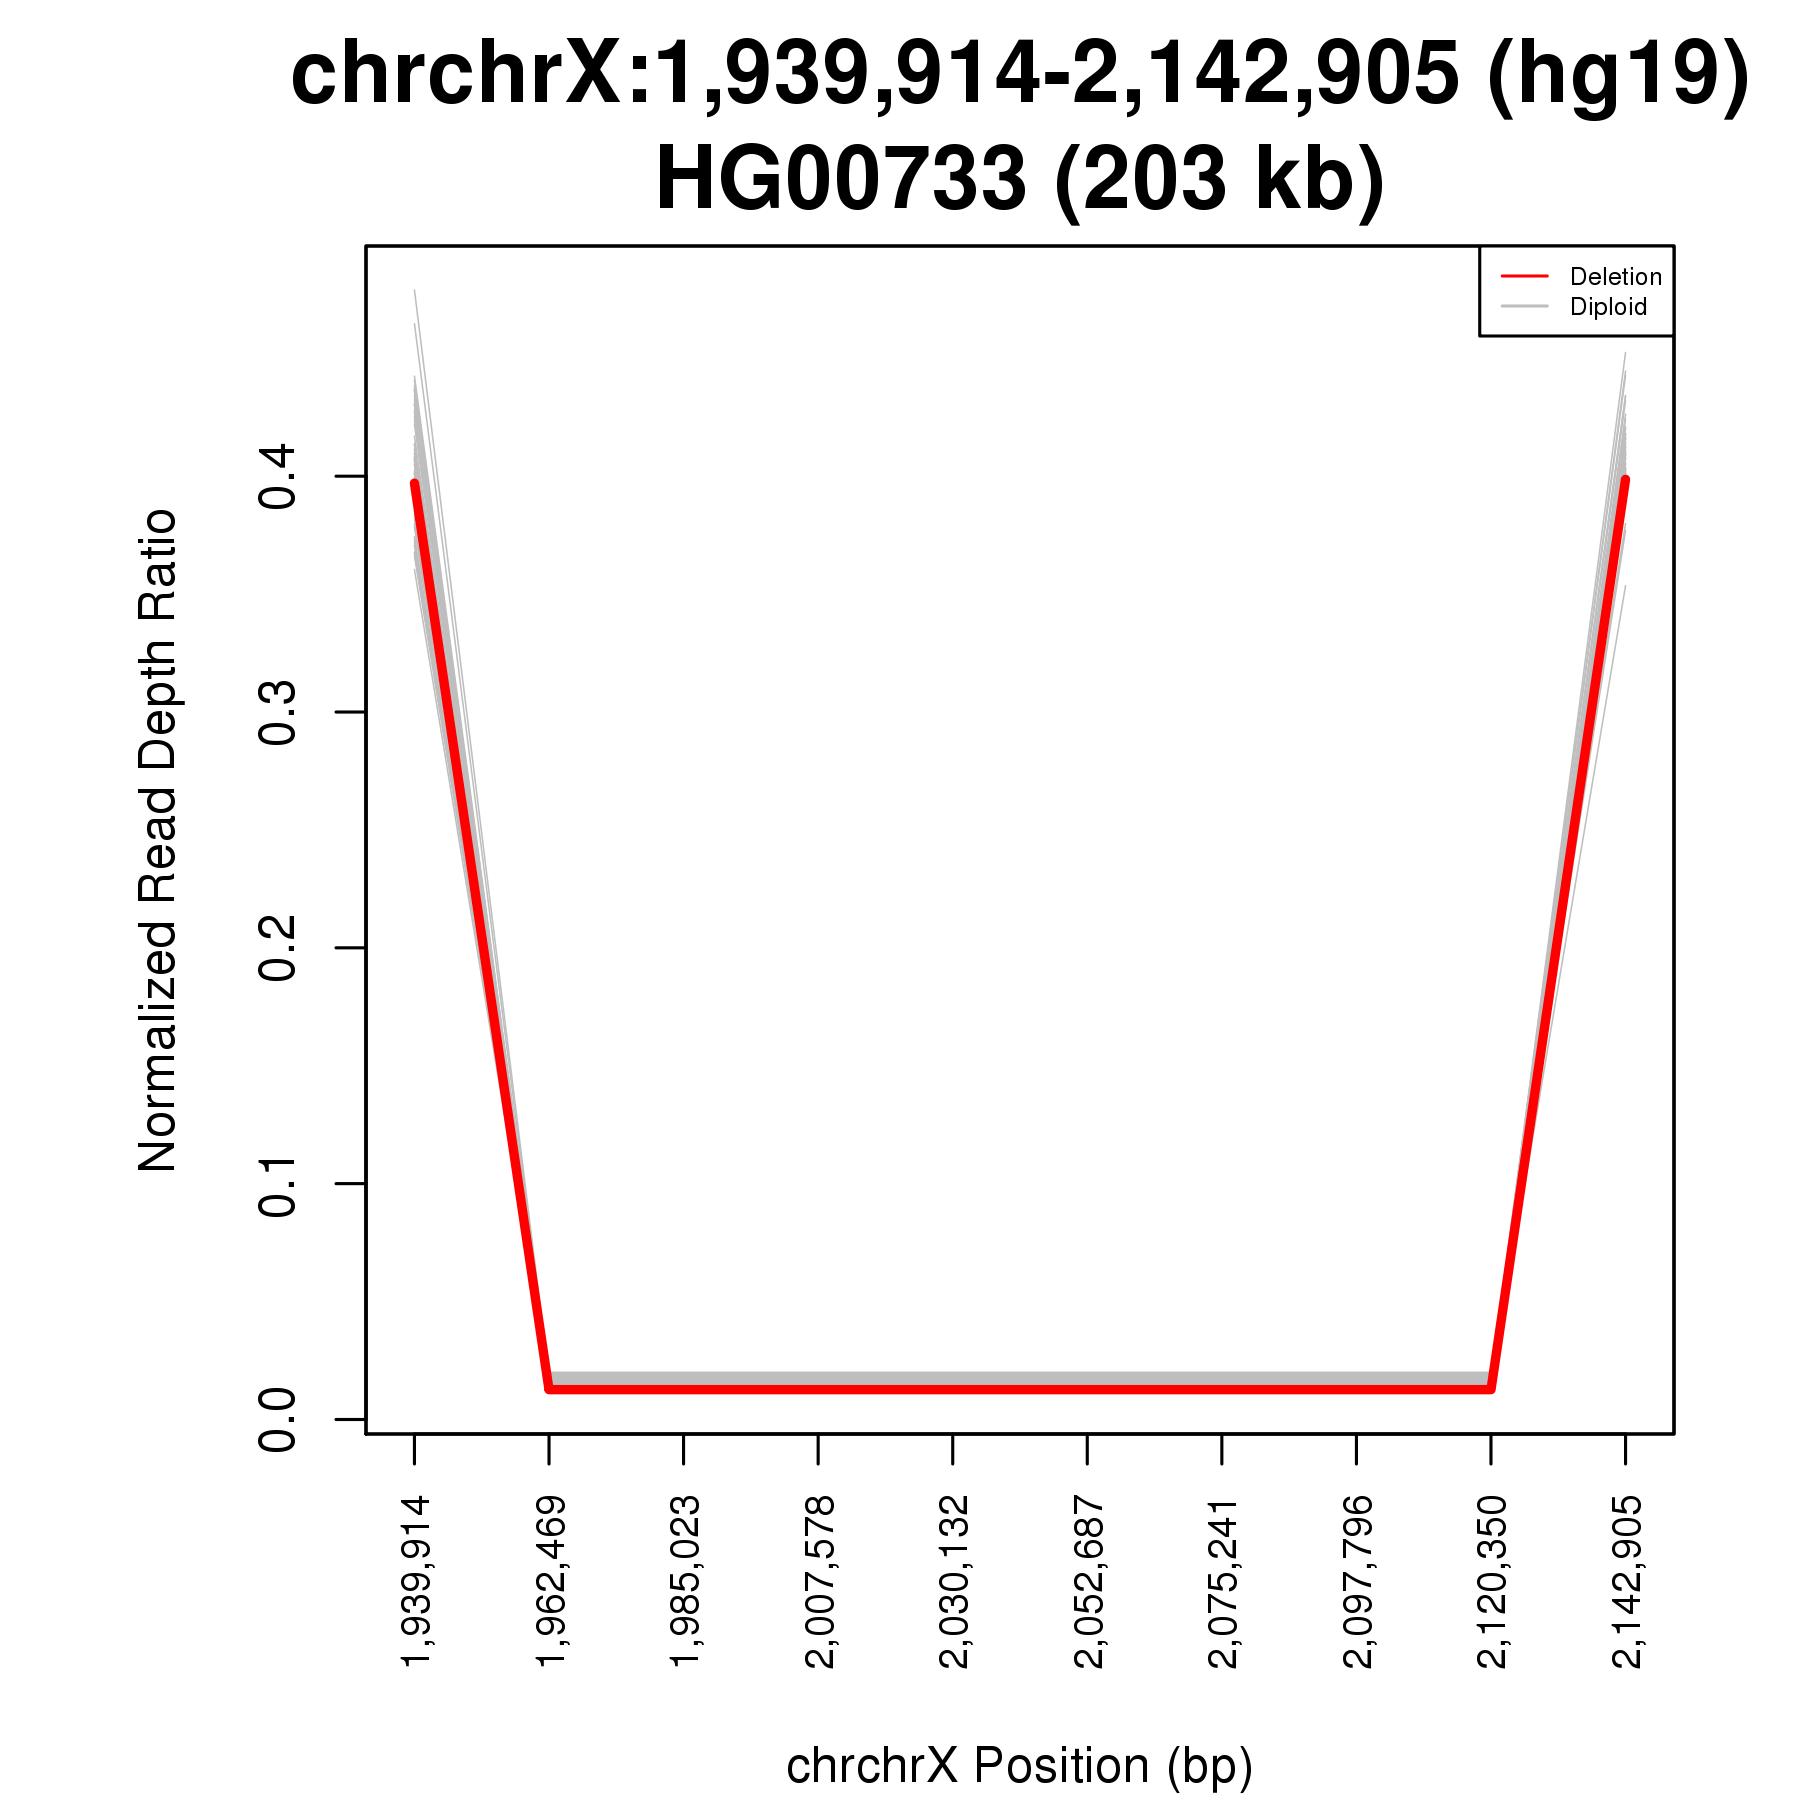 chrchrX:1,939,914-2,142,905 (hg19)
HG00733 (203 kb)
Deletion
Diploid
Normalized Read Depth Ratio
0.4
0.3
0.2
0.1
0.0
1,939,914
1,962,469
1,985,023
2,007,578
2,030,132
2,052,687
2,075,241
2,097,796
2,120,350
2,142,905
chrchrX Position (bp)